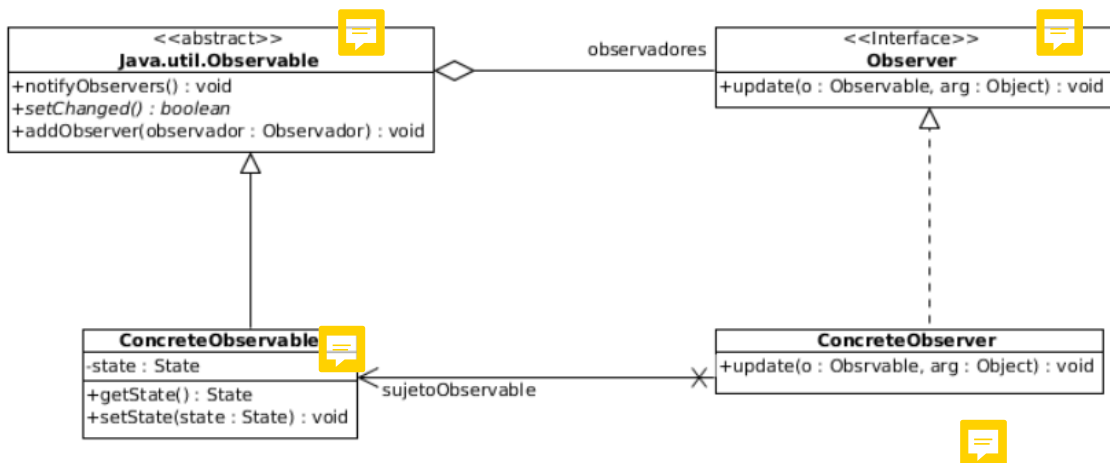 <<abstract>>
Java.util.Observable
+notifyObservers() : void
+setChanged() : boolean
+addObserver(observador : Observador) : void
observadores
<<Interface>>
Observer
+update(o : Observable, arg : Object) : void
ConcreteObservable
-state : State
+getState() : State
+setState(state : State) : void
sujetoObservable
ConcreteObserver
+update(o : Obsrvable, arg : Object) : void